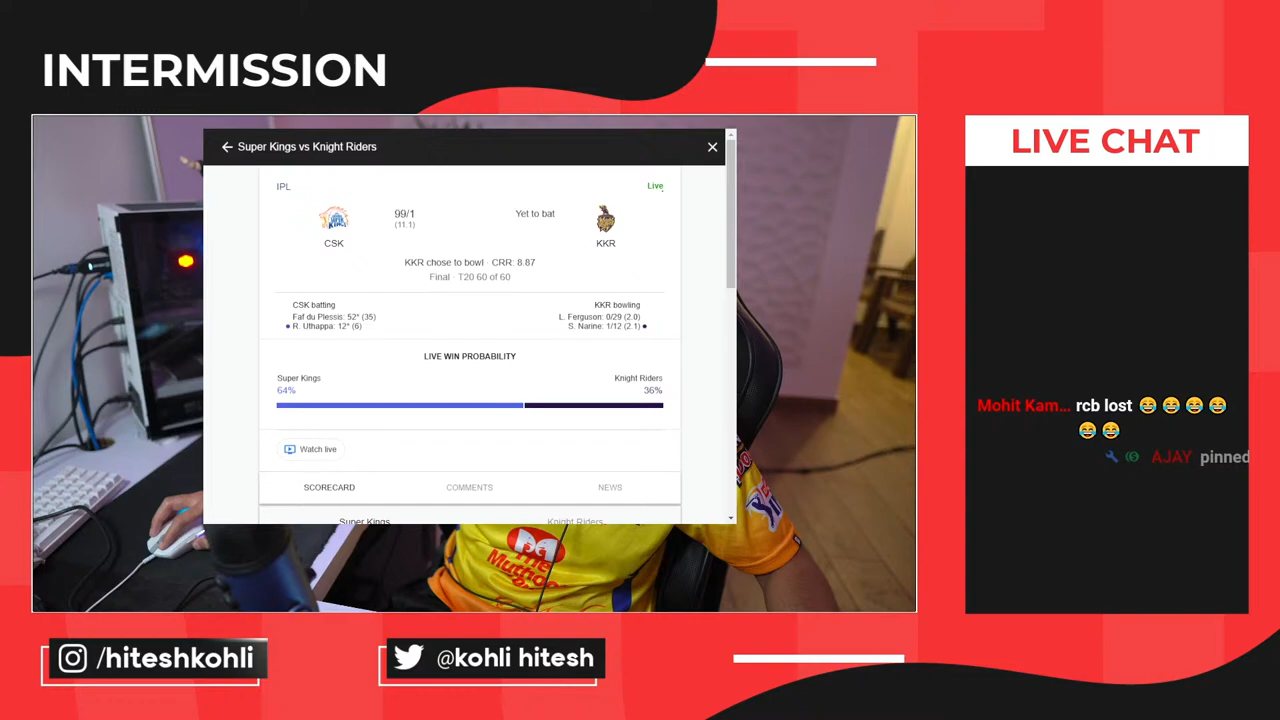 INTERMISSION
LIVE CHAT
Super Kings vs Knight Riders
IPL
Live
99/1
(11.1)
Yet to bat
CSK
KKR
KKR chose to bowl · CRR: 8.87
Final · T20 60 of 60
CSK batting
KKR bowling
Faf du Plessis: 52* (35)
L. Ferguson: 0/29 (2.0)
R. Uthappa: 12* (6)
S. Narine: 1/12 (2.1)
LIVE WIN PROBABILITY
Super Kings
Knight Riders
64%
36%
Watch live
SCORECARD
COMMENTS
NEWS
Super Kings
Knight Riders
The
Muthoo
Mohit Kam... rcb lost 😂 😂 😂 😂
😂 😂
AJAY pinned
/hiteshkohli
@kohli hitesh